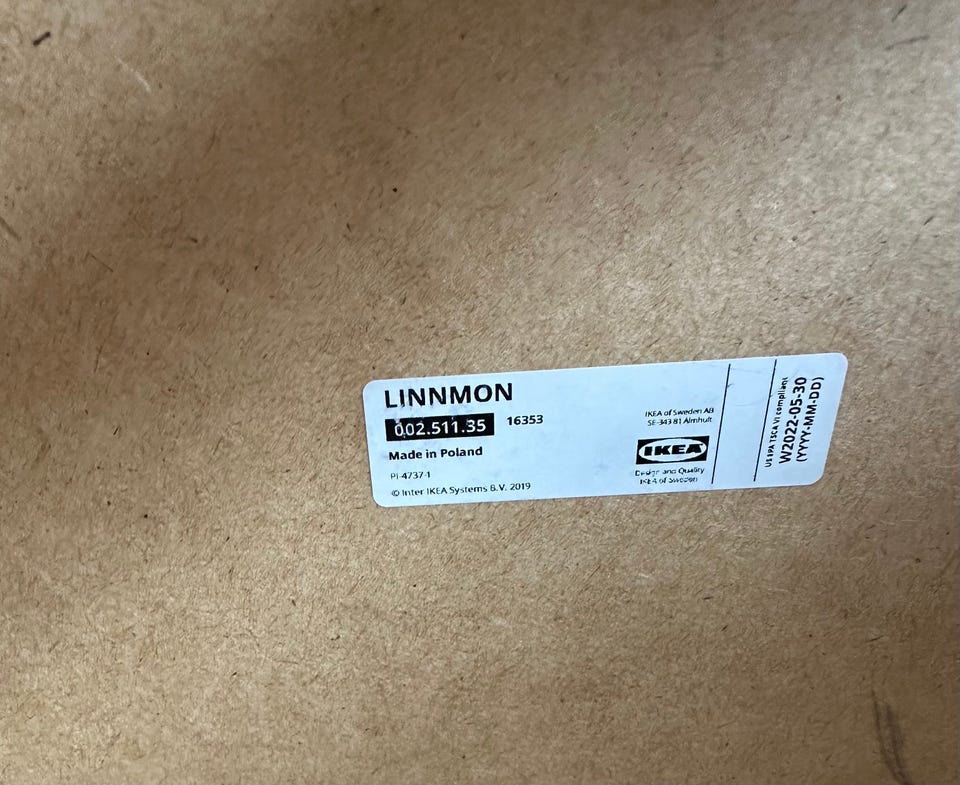 LINNMON
002.511.35 16353
Made in Poland
PI-4737-1
© Inter IKEA Systems B.V. 2019
IKEA of Sweden AB
SE-343 81 Älmhult
IKEA
Design and Quality
IKEA of Sweden
US EPA TSCA VI compliant
W2022-05-30
(YYYY-MM-DD)